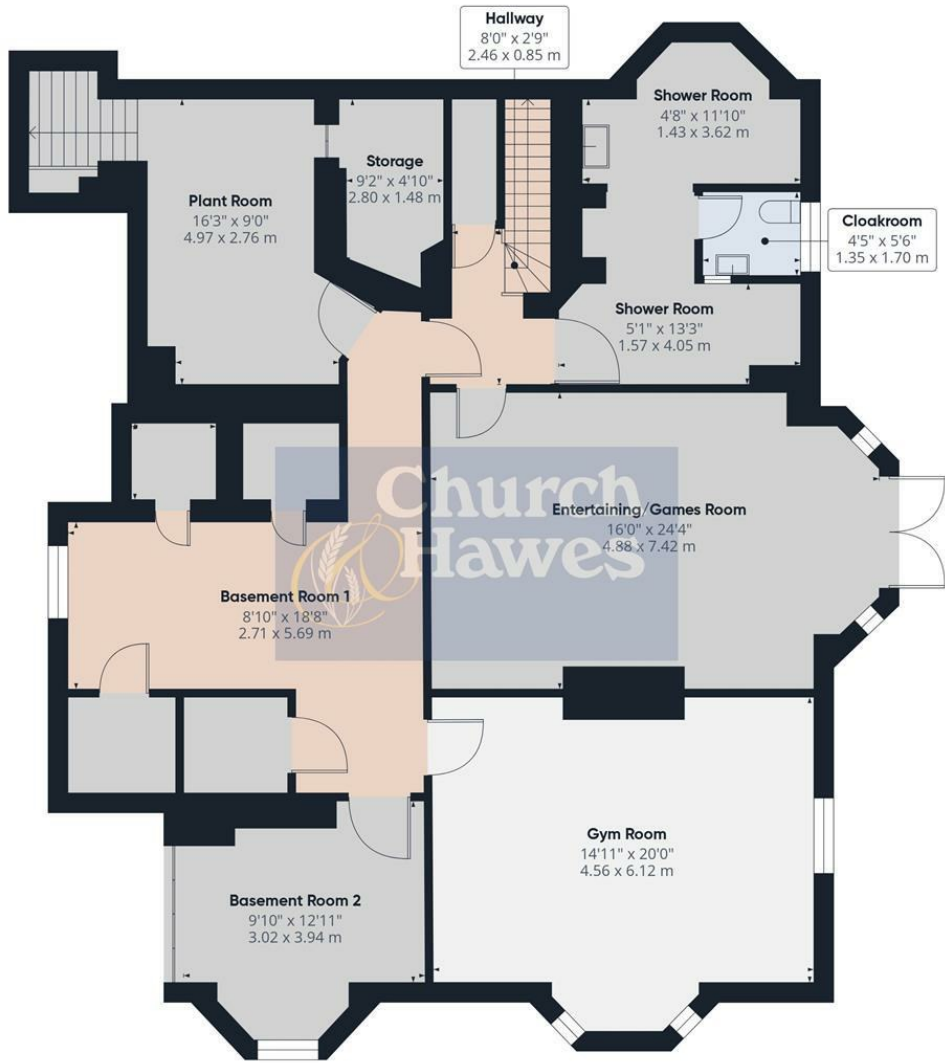 Hallway
8'0" x 2'9"
2.46 x 0.85 m
Shower Room
4'8" x 11'10"
1.43 x 3.62 m
Storage
9'2" x 4'10"
2.80 x 1.48 m
Plant Room
16'3" x 9'0"
4.97 x 2.76 m
Cloakroom
4'5" x 5'6"
1.35 x 1.70 m
Shower Room
5'1" x 13'3"
1.57 x 4.05 m
Church
& Hawes
Entertaining/Games Room
16'0" x 24'4"
4.88 x 7.42 m
Basement Room 1
8'10" x 18'8"
2.71 x 5.69 m
Gym Room
14'11" x 20'0"
4.56 x 6.12 m
Basement Room 2
9'10" x 12'11"
3.02 x 3.94 m